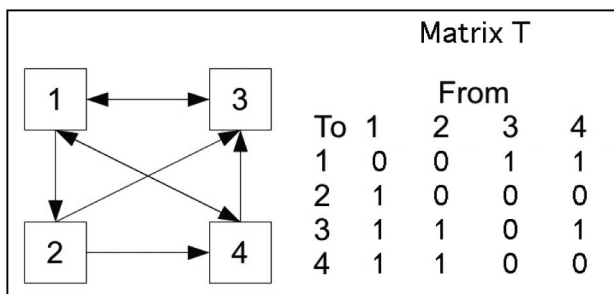 Matrix T
1 3
2 4
From
To 1 2 3 4
1 0 0 1 1
2 1 0 0 0
3 1 1 0 1
4 1 1 0 0